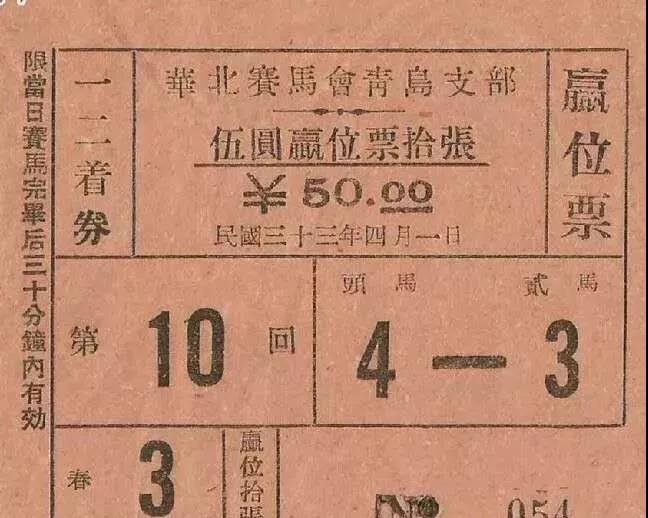 限當日賽馬完畢后三十分鐘內有効
一二着券
華北賽馬會青島支部
伍圓贏位票拾張
¥50.00
民國三十三年四月一日
贏位票
第 10 回
頭馬 貳馬
4 — 3
春 3
贏位拾張
No 054